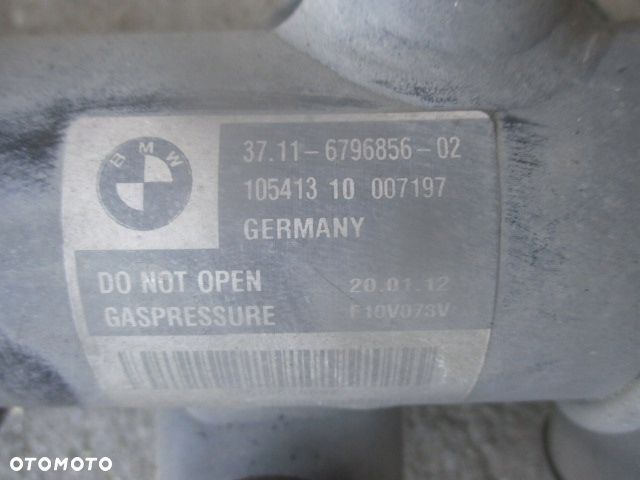 BMW
37.11-6796856-02
105413 10 007197
GERMANY
DO NOT OPEN 20.01.12
GASPRESSURE F10V073V
OTOMOTO